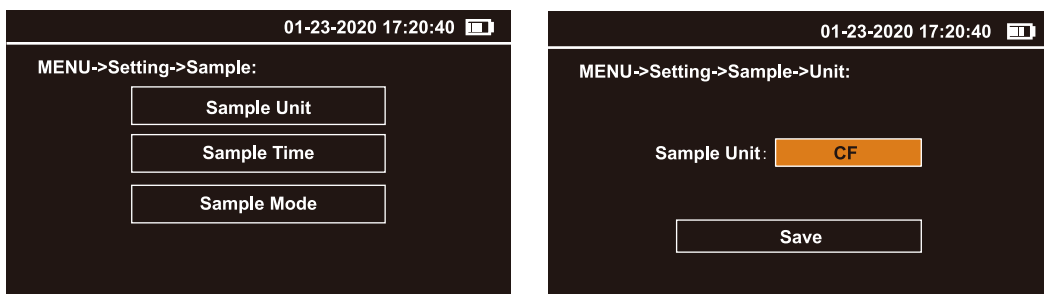 01-23-2020 17:20:40
MENU->Setting->Sample:
Sample Unit
Sample Time
Sample Mode
01-23-2020 17:20:40
MENU->Setting->Sample->Unit:
Sample Unit: CF
Save